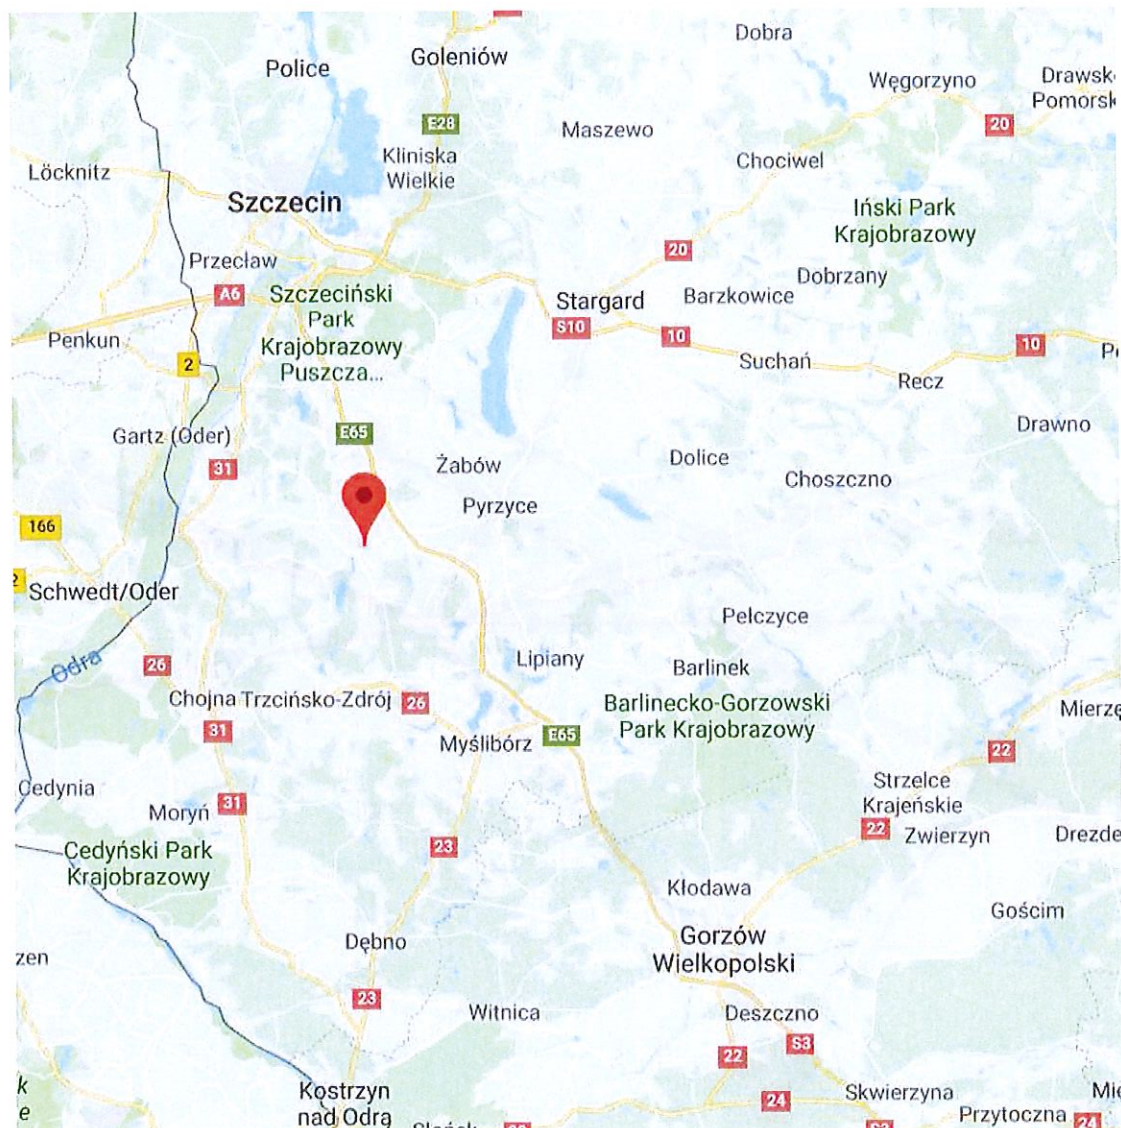 Dobra
Goleniów
Police
Węgorzyno
Drawsk
Pomorsk
E28
20
Maszewo
Kliniska
Wielkie
Chociwel
Löcknitz
Szczecin
Iński Park
Krajobrazowy
20
Przecław
Dobrzany
A6
Szczeciński
Park
Krajobrazowy
Puszcza...
Stargard
Barzkowice
S10
10
10
Penkun
2
Suchań
Recz
Drawno
Gartz (Oder)
E65
31
Żabów
Dolice
Choszczno
Pyrzyce
166
2
Schwedt/Oder
Pełczyce
Odra
26
Lipiany
Barlinek
Chojna
Trzcińsko-Zdrój
26
Barlinecko-Gorzowski
Park Krajobrazowy
Mierzę
31
Myślibórz
E65
22
Cedynia
Strzelce
Krajeńskie
Moryń
31
22
Zwierzyn
Drezde
Cedyński Park
Krajobrazowy
23
Kłodawa
Gościm
Dębno
Gorzów
Wielkopolski
zen
23
Witnica
Deszczno
S3
22
Kostrzyn
nad Odrą
24
Skwierzyna
Przytoczna
24